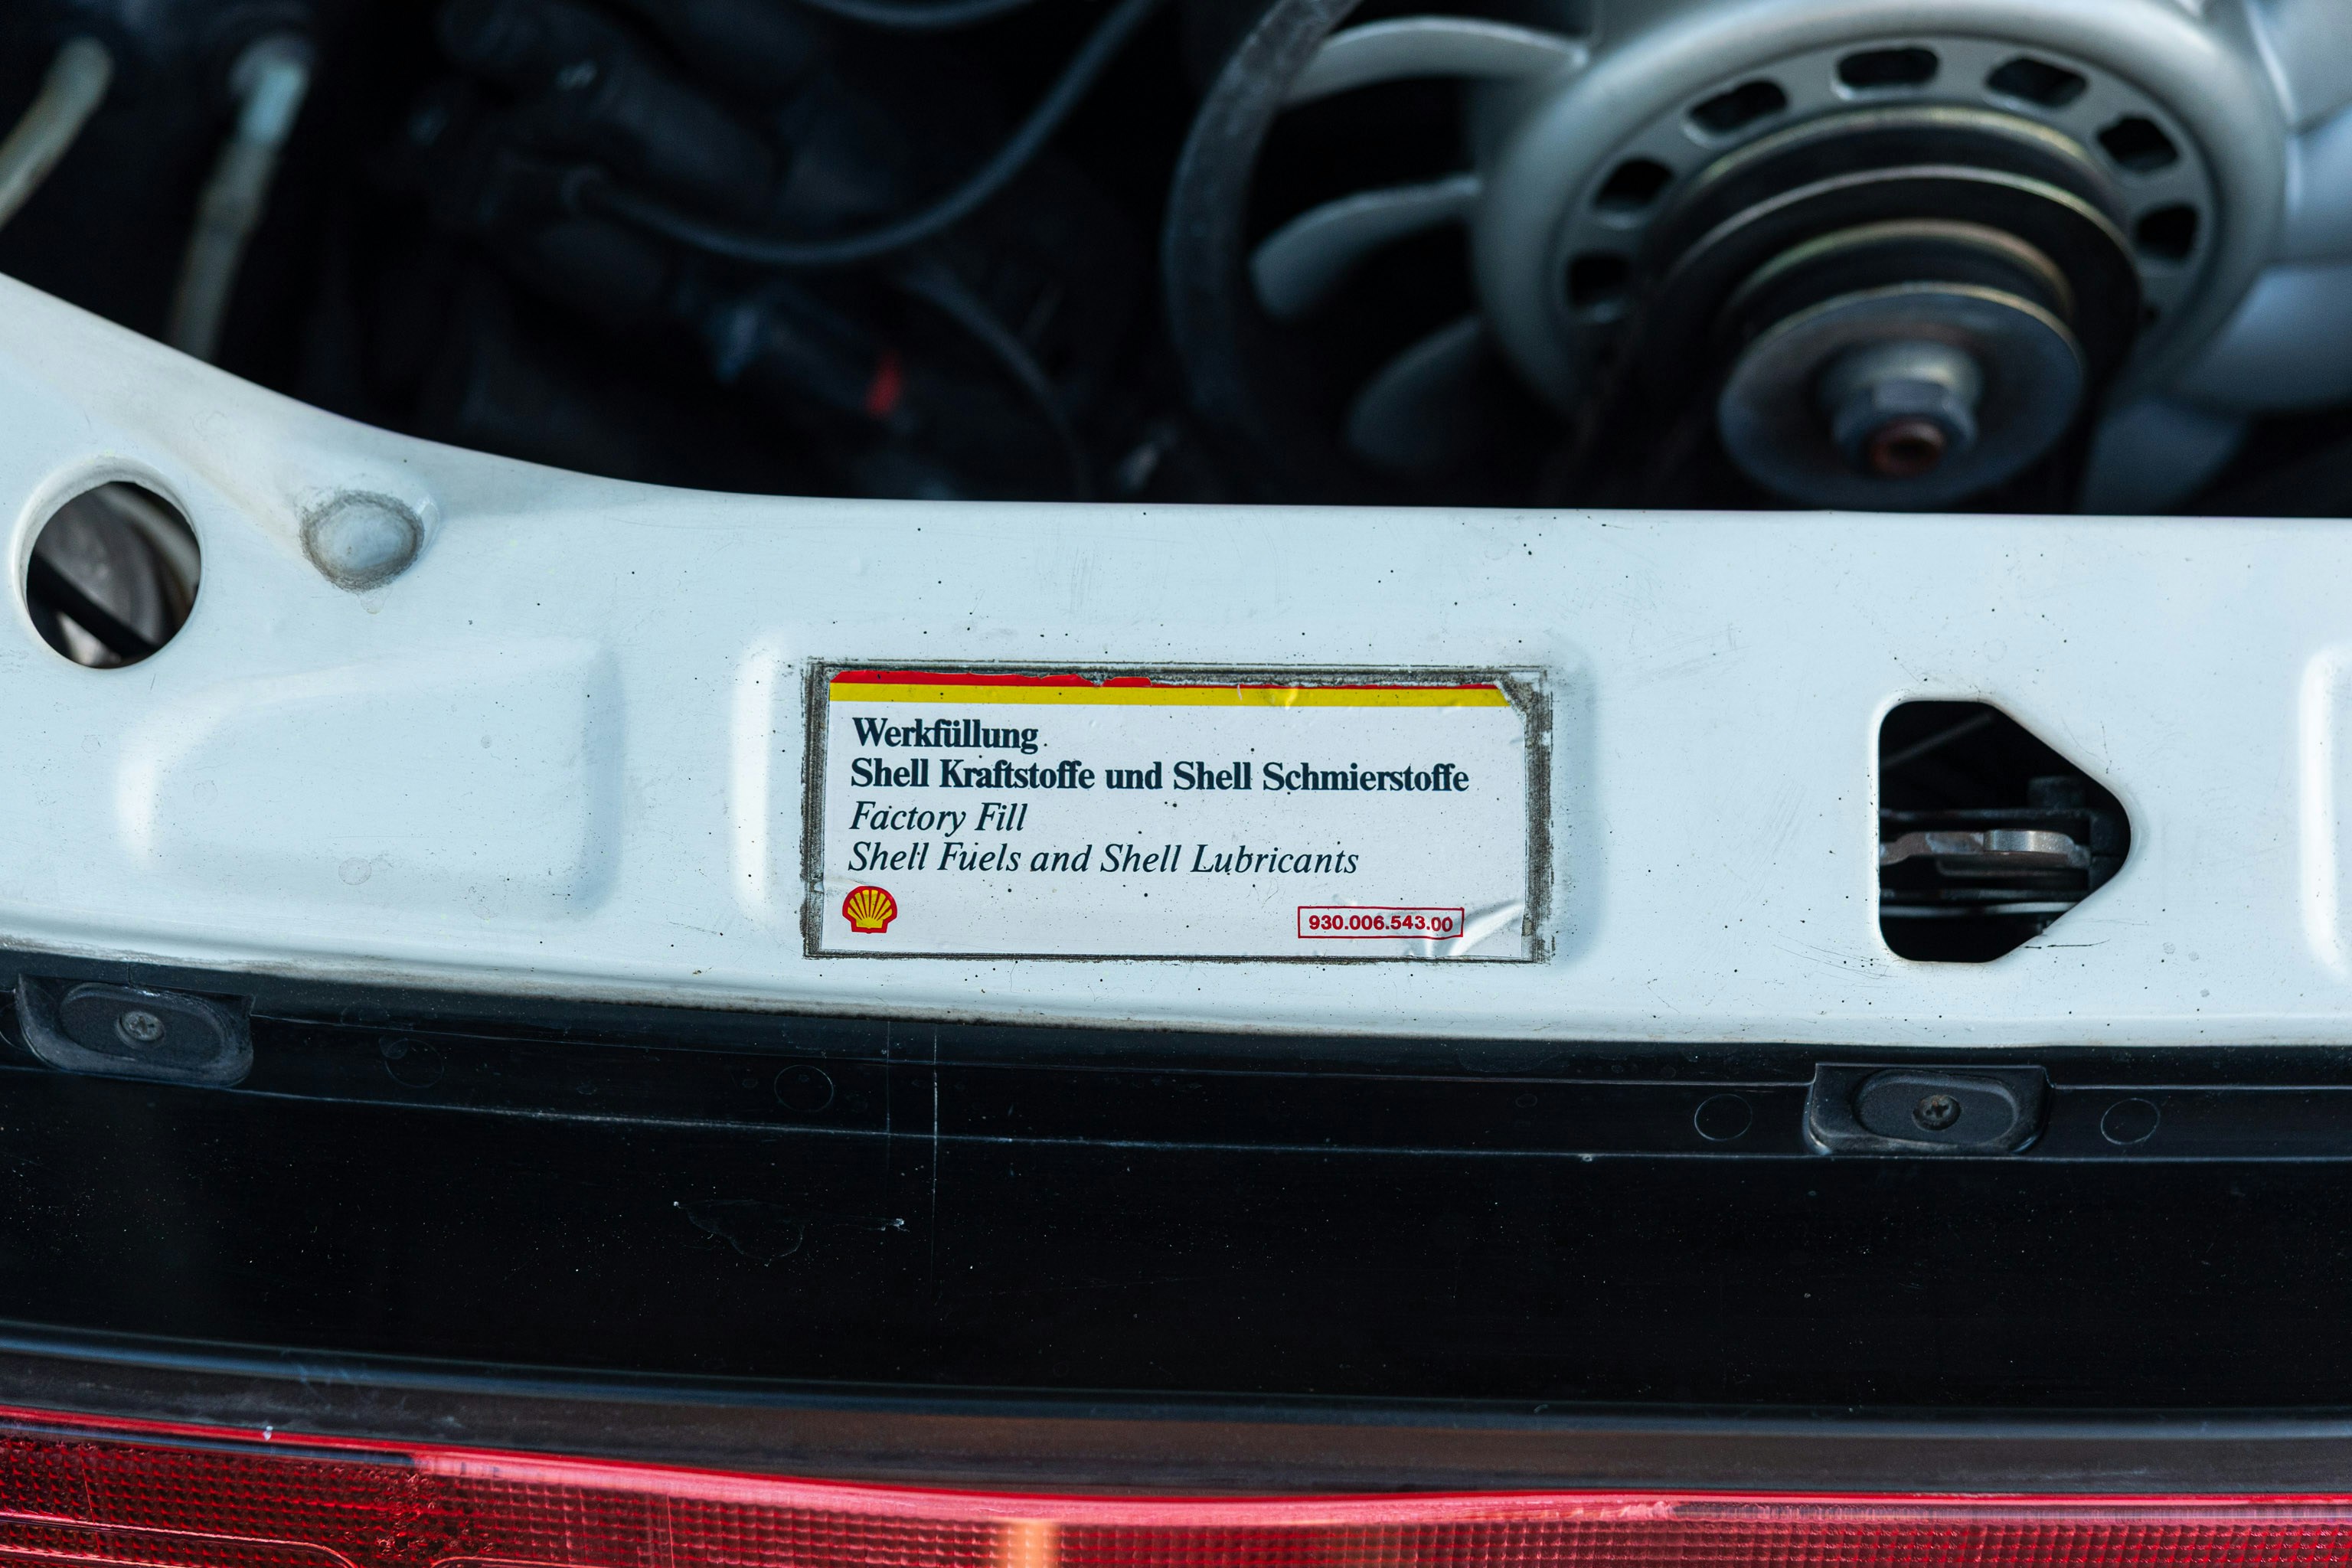 Werkfüllung
Shell Kraftstoffe und Shell Schmierstoffe
Factory Fill
Shell Fuels and Shell Lubricants
930.006.543.00